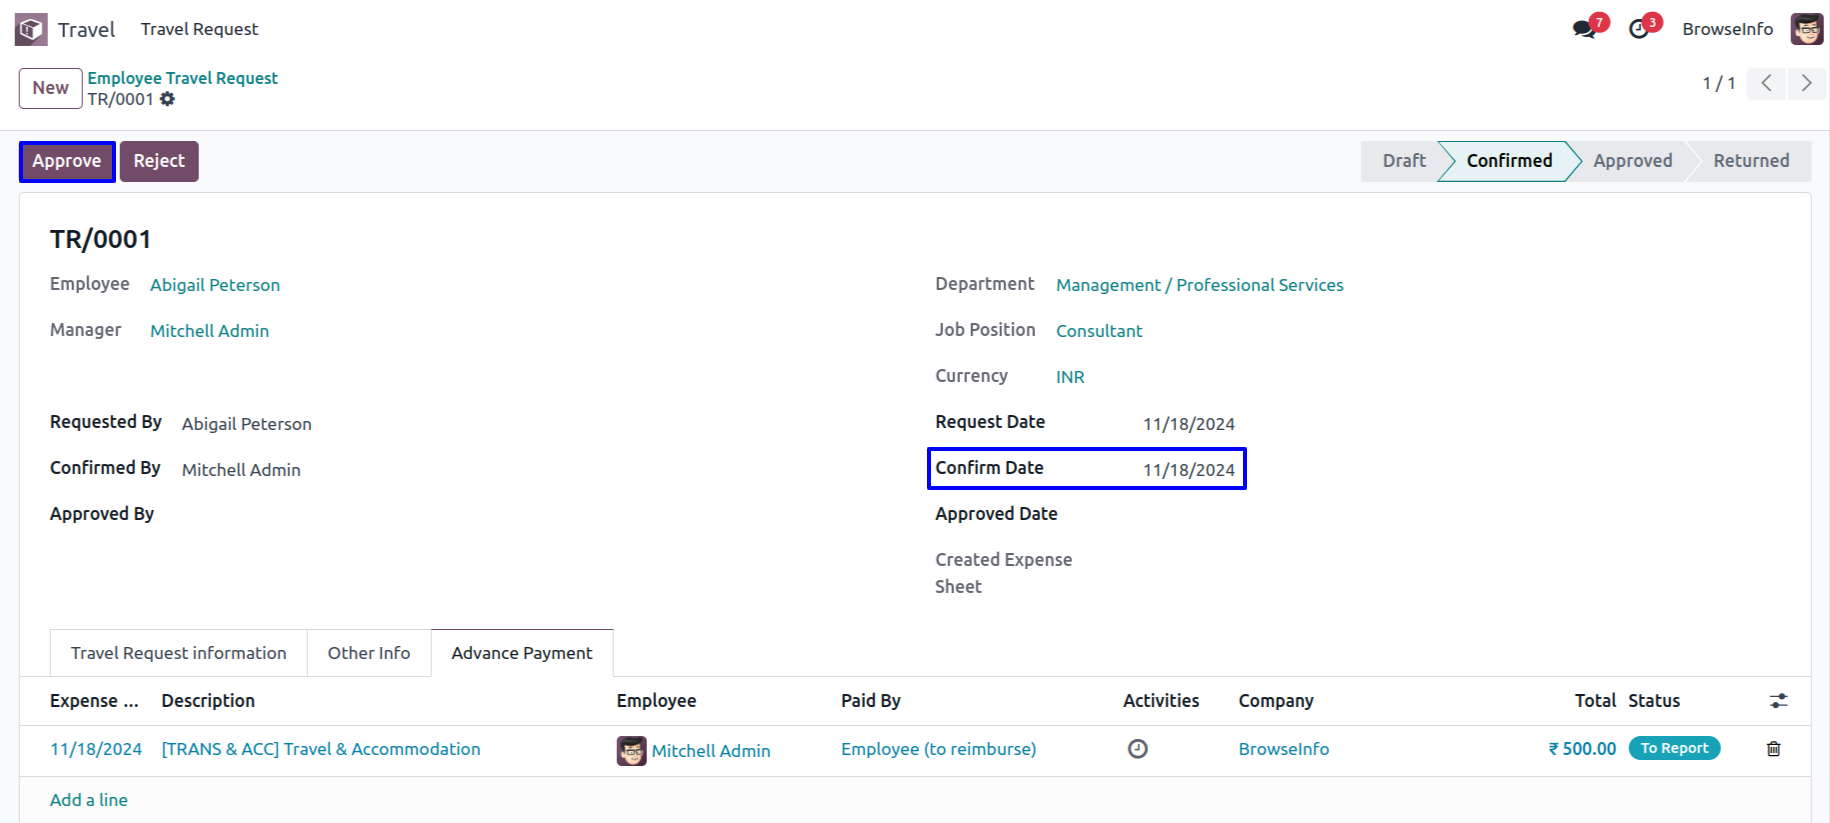 Travel Travel Request 7 3 BrowseInfo
New Employee Travel Request
TR/0001 1 / 1
Approve Reject Draft Confirmed Approved Returned
TR/0001
Employee Abigail Peterson Department Management / Professional Services
Manager Mitchell Admin Job Position Consultant
Currency INR
Requested By Abigail Peterson Request Date 11/18/2024
Confirmed By Mitchell Admin Confirm Date 11/18/2024
Approved By Approved Date
Created Expense
Sheet
Travel Request information Other Info Advance Payment
Expense ... Description Employee Paid By Activities Company Total Status
11/18/2024 [TRANS & ACC] Travel & Accommodation Mitchell Admin Employee (to reimburse) BrowseInfo ₹ 500.00 To Report
Add a line